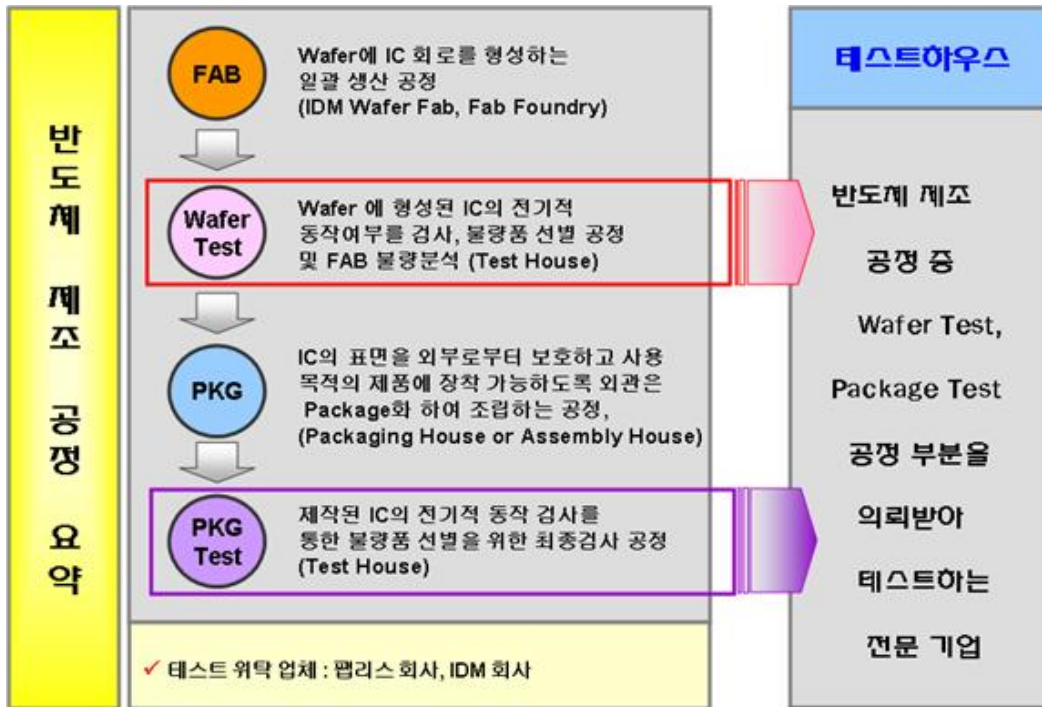 반도체 제조 공정 요약
FAB
Wafer에 IC 회로를 형성하는
일괄 생산 공정
(IDM Wafer Fab, Fab Foundry)
Wafer
Test
Wafer 에 형성된 IC의 전기적
동작여부를 검사, 불량품 선별 공정
및 FAB 불량분석 (Test House)
PKG
IC의 표면을 외부로부터 보호하고 사용
목적의 제품에 장착 가능하도록 외관은
Package화 하여 조립하는 공정,
(Packaging House or Assembly House)
PKG
Test
제작된 IC의 전기적 동작 검사를
통한 불량품 선별을 위한 최종검사 공정
(Test House)
✓ 테스트 위탁 업체 : 팹리스 회사, IDM 회사
테스트하우스
반도체 제조
공정 중
Wafer Test,
Package Test
공정 부분을
의뢰받아
테스트하는
전문 기업